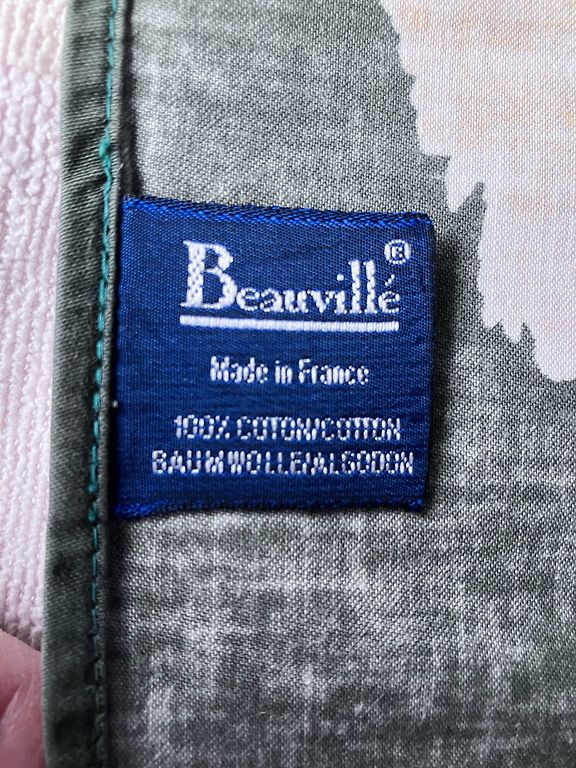 Beauvillé®
Made in France
100% COTON/COTTON
BAUMWOLLE/ALGODON